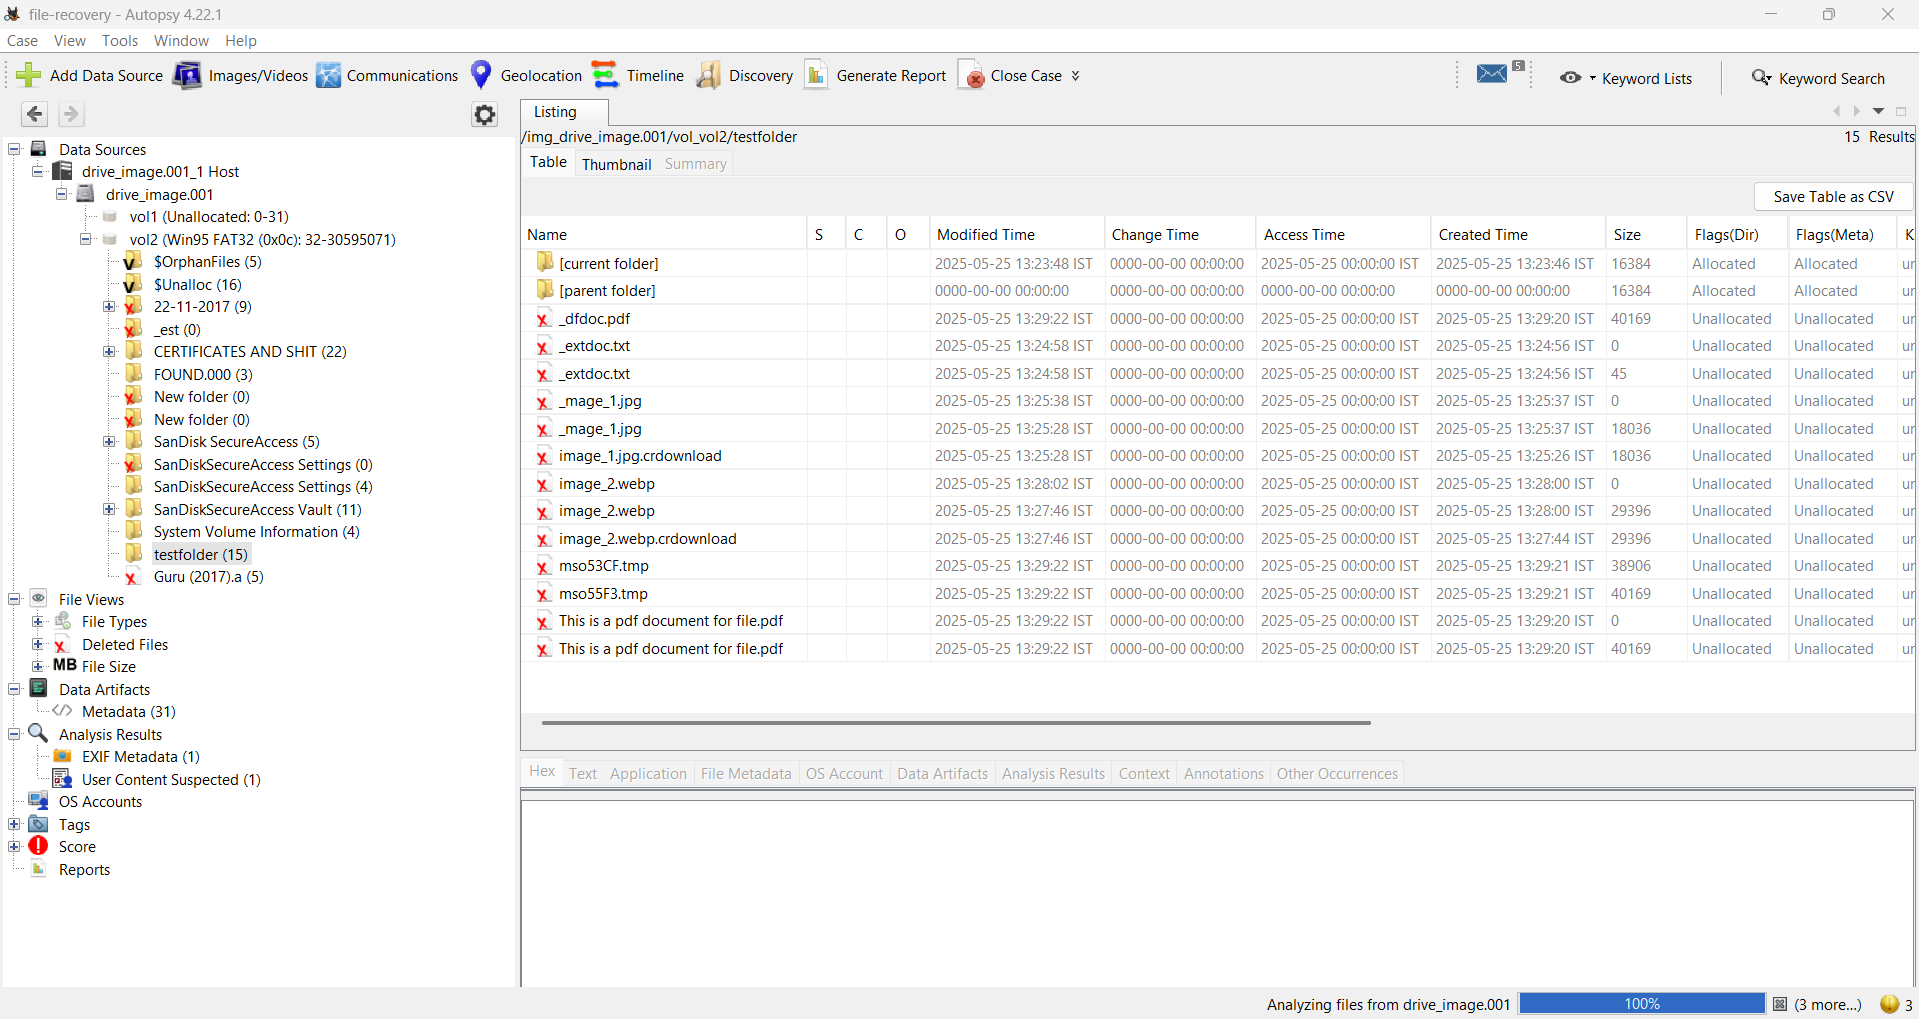 file-recovery - Autopsy 4.22.1
Case View Tools Window Help
Add Data Source Images/Videos Communications Geolocation Timeline Discovery Generate Report Close Case 5 Keyword Lists Keyword Search
Data Sources
drive_image.001_1 Host
drive_image.001
vol1 (Unallocated: 0-31)
vol2 (Win95 FAT32 (0x0c): 32-30595071)
$OrphanFiles (5)
$Unalloc (16)
22-11-2017 (9)
_est (0)
CERTIFICATES AND SHIT (22)
FOUND.000 (3)
New folder (0)
New folder (0)
SanDisk SecureAccess (5)
SanDiskSecureAccess Settings (0)
SanDiskSecureAccess Settings (4)
SanDiskSecureAccess Vault (11)
System Volume Information (4)
testfolder (15)
Guru (2017).a (5)
File Views
File Types
Deleted Files
MB File Size
Data Artifacts
Metadata (31)
Analysis Results
EXIF Metadata (1)
User Content Suspected (1)
OS Accounts
Tags
Score
Reports
Listing
/img_drive_image.001/vol_vol2/testfolder 15 Results
Table Thumbnail Summary
Save Table as CSV
Name S C O Modified Time Change Time Access Time Created Time Size Flags(Dir) Flags(Meta) K
[current folder] 2025-05-25 13:23:48 IST 0000-00-00 00:00:00 2025-05-25 00:00:00 IST 2025-05-25 13:23:46 IST 16384 Allocated Allocated ur
[parent folder] 0000-00-00 00:00:00 0000-00-00 00:00:00 0000-00-00 00:00:00 0000-00-00 00:00:00 16384 Allocated Allocated ur
_dfdoc.pdf 2025-05-25 13:29:22 IST 0000-00-00 00:00:00 2025-05-25 00:00:00 IST 2025-05-25 13:29:20 IST 40169 Unallocated Unallocated ur
_extdoc.txt 2025-05-25 13:24:58 IST 0000-00-00 00:00:00 2025-05-25 00:00:00 IST 2025-05-25 13:24:56 IST 0 Unallocated Unallocated ur
_extdoc.txt 2025-05-25 13:24:58 IST 0000-00-00 00:00:00 2025-05-25 00:00:00 IST 2025-05-25 13:24:56 IST 45 Unallocated Unallocated ur
_mage_1.jpg 2025-05-25 13:25:38 IST 0000-00-00 00:00:00 2025-05-25 00:00:00 IST 2025-05-25 13:25:37 IST 0 Unallocated Unallocated ur
_mage_1.jpg 2025-05-25 13:25:28 IST 0000-00-00 00:00:00 2025-05-25 00:00:00 IST 2025-05-25 13:25:37 IST 18036 Unallocated Unallocated ur
image_1.jpg.crdownload 2025-05-25 13:25:28 IST 0000-00-00 00:00:00 2025-05-25 00:00:00 IST 2025-05-25 13:25:26 IST 18036 Unallocated Unallocated ur
image_2.webp 2025-05-25 13:28:02 IST 0000-00-00 00:00:00 2025-05-25 00:00:00 IST 2025-05-25 13:28:00 IST 0 Unallocated Unallocated ur
image_2.webp 2025-05-25 13:27:46 IST 0000-00-00 00:00:00 2025-05-25 00:00:00 IST 2025-05-25 13:28:00 IST 29396 Unallocated Unallocated ur
image_2.webp.crdownload 2025-05-25 13:27:46 IST 0000-00-00 00:00:00 2025-05-25 00:00:00 IST 2025-05-25 13:27:44 IST 29396 Unallocated Unallocated ur
mso53CF.tmp 2025-05-25 13:29:22 IST 0000-00-00 00:00:00 2025-05-25 00:00:00 IST 2025-05-25 13:29:21 IST 38906 Unallocated Unallocated ur
mso55F3.tmp 2025-05-25 13:29:22 IST 0000-00-00 00:00:00 2025-05-25 00:00:00 IST 2025-05-25 13:29:21 IST 40169 Unallocated Unallocated ur
This is a pdf document for file.pdf 2025-05-25 13:29:22 IST 0000-00-00 00:00:00 2025-05-25 00:00:00 IST 2025-05-25 13:29:20 IST 0 Unallocated Unallocated ur
This is a pdf document for file.pdf 2025-05-25 13:29:22 IST 0000-00-00 00:00:00 2025-05-25 00:00:00 IST 2025-05-25 13:29:20 IST 40169 Unallocated Unallocated ur
Hex Text Application File Metadata OS Account Data Artifacts Analysis Results Context Annotations Other Occurrences
Analyzing files from drive_image.001 100% (3 more...) 3